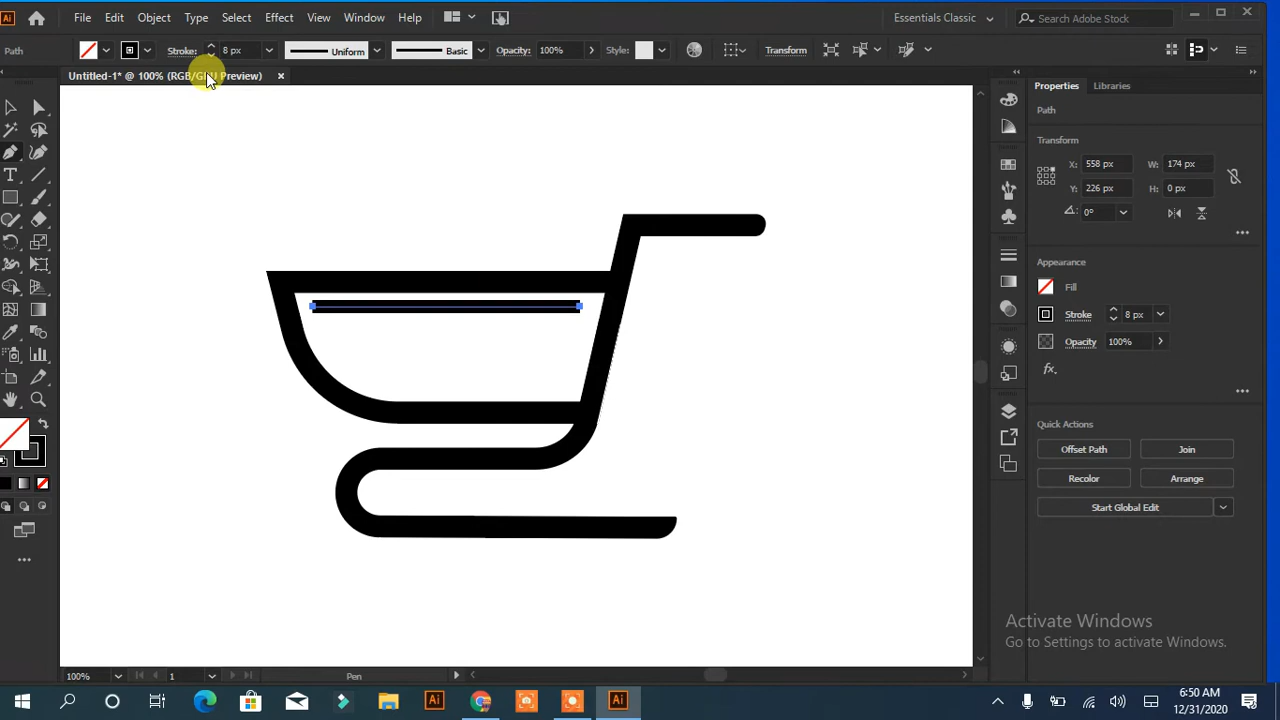 Ai File Edit Object Type Select Effect View Window Help Essentials Classic Search Adobe Stock
Path Stroke: 8 px Uniform Basic Opacity: 100% Style: Transform
Untitled-1* @ 100% (RGB/GPU Preview) ×
Properties Libraries
Path
Transform
X: 558 px W: 174 px
Y: 226 px H: 0 px
0°
Appearance
Fill
Stroke 8 px
Opacity 100%
fx.
Quick Actions
Offset Path Join
Recolor Arrange
Start Global Edit
Activate Windows
Go to Settings to activate Windows.
100% 1 Pen
Ai Ai
6:50 AM
12/31/2020